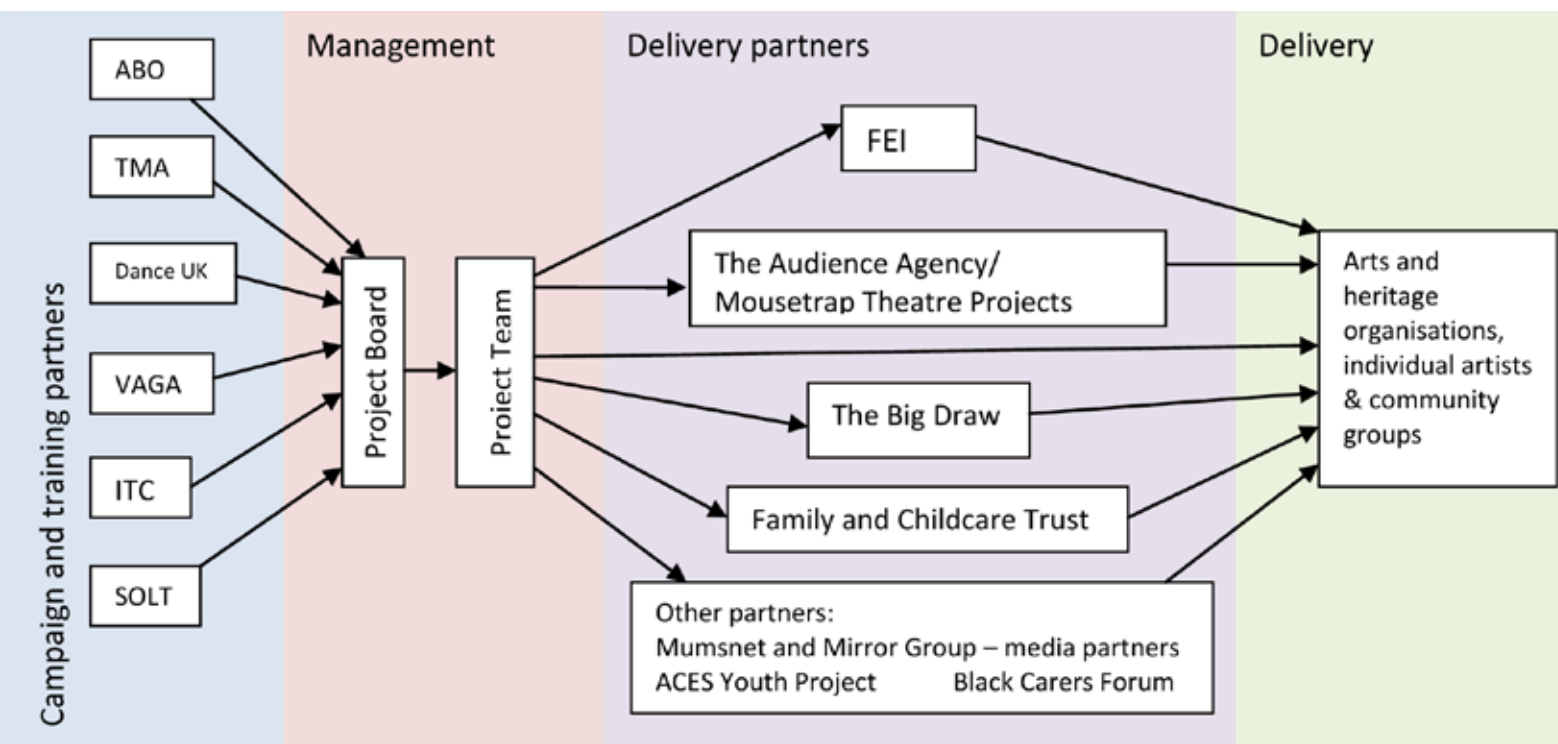 Campaign and training partners
ABO
TMA
Dance UK
VAGA
ITC
SOLT
Management
Project Board
Project Team
Delivery partners
FEI
The Audience Agency/
Mousetrap Theatre Projects
The Big Draw
Family and Childcare Trust
Other partners:
Mumsnet and Mirror Group – media partners
ACES Youth Project Black Carers Forum
Delivery
Arts and
heritage
organisations,
individual artists
& community
groups